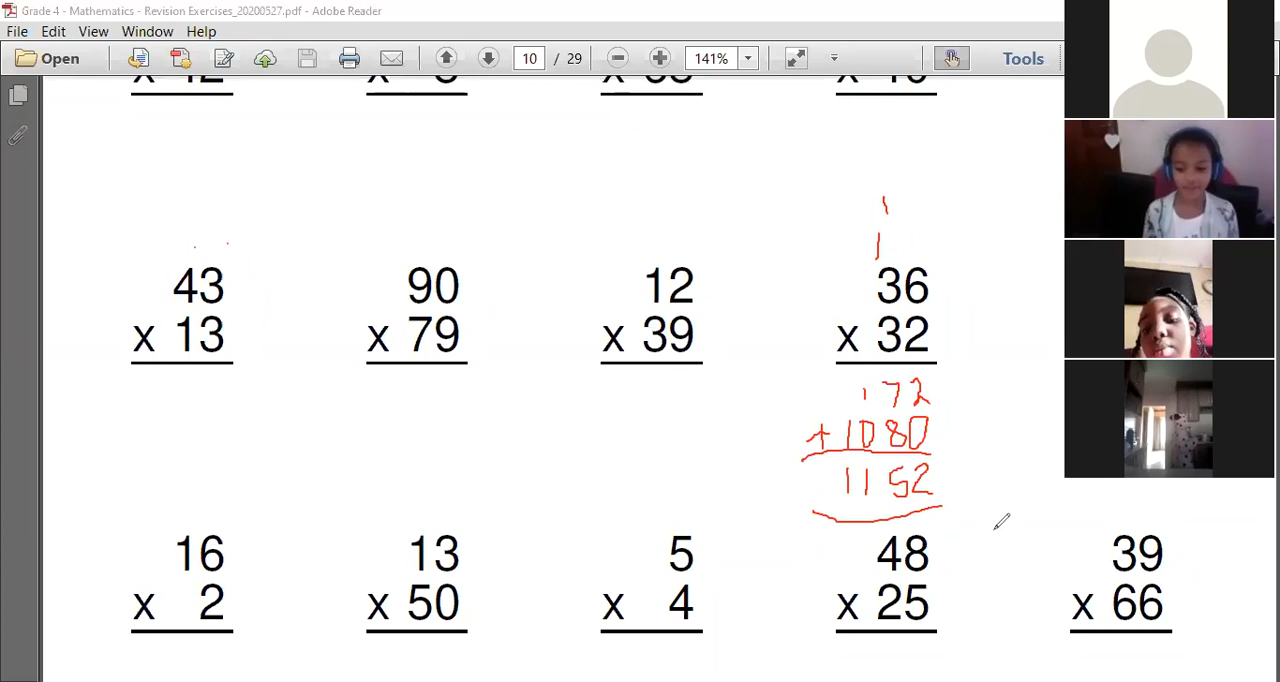 Grade 4 - Mathematics - Revision Exercises_20200527.pdf - Adobe Reader
File Edit View Window Help
Open 10 / 29 141% Tools
x 12
43 90 12 36
x 13 x 79 x 39 x 32
1
1
172
+1080
1152
16 13 5 48 39
x 2 x 50 x 4 x 25 x 66